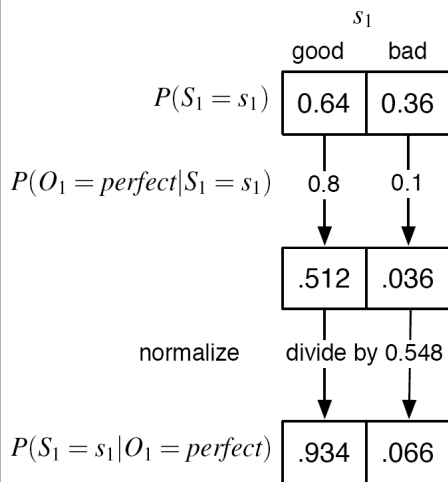 s₁
good bad
P(S₁ = s₁) 0.64 0.36
P(O₁ = perfect|S₁ = s₁) 0.8 0.1
.512 .036
normalize divide by 0.548
P(S₁ = s₁|O₁ = perfect) .934 .066